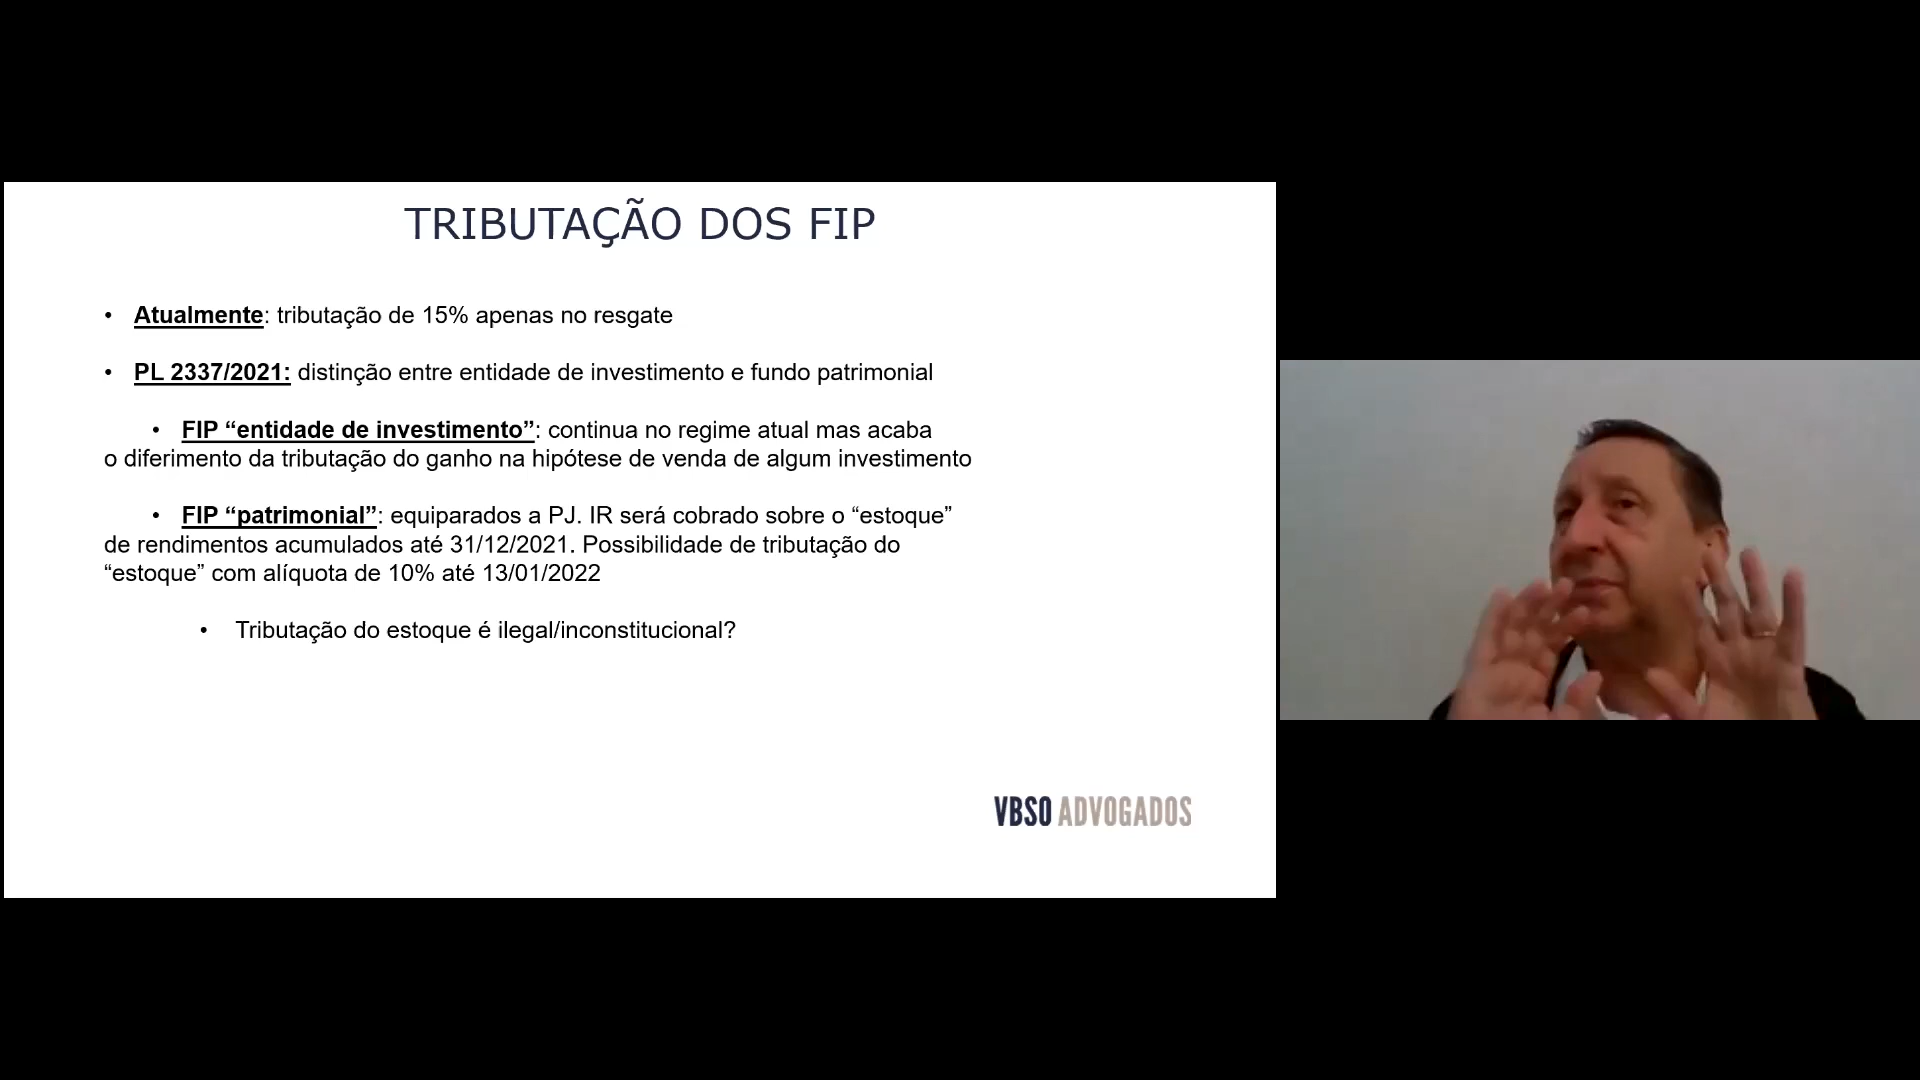 TRIBUTAÇÃO DOS FIP
• Atualmente: tributação de 15% apenas no resgate
• PL 2337/2021: distinção entre entidade de investimento e fundo patrimonial
• FIP “entidade de investimento”: continua no regime atual mas acaba
o diferimento da tributação do ganho na hipótese de venda de algum investimento
• FIP “patrimonial”: equiparados a PJ. IR será cobrado sobre o “estoque”
de rendimentos acumulados até 31/12/2021. Possibilidade de tributação do
“estoque” com alíquota de 10% até 13/01/2022
• Tributação do estoque é ilegal/inconstitucional?
VBSO ADVOGADOS